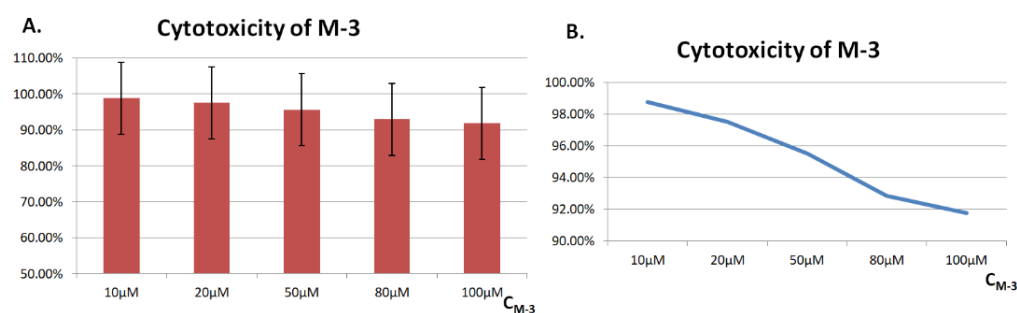 A.
Cytotoxicity of M-3
110.00%
100.00%
90.00%
80.00%
70.00%
60.00%
50.00%
10µM 20µM 50µM 80µM 100µM
CM-3
B.
Cytotoxicity of M-3
100.00%
98.00%
96.00%
94.00%
92.00%
90.00%
10µM 20µM 50µM 80µM 100µM
CM-3